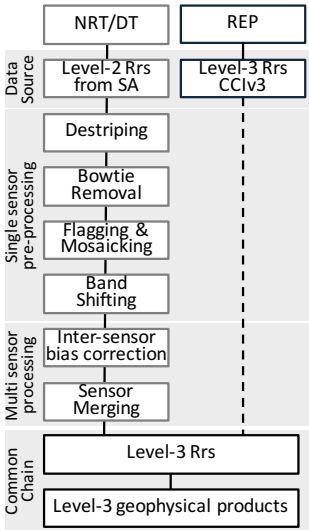 NRT/DT
REP
Data
Source
Level-2 Rrs
from SA
Level-3 Rrs
CCIv3
Single sensor
pre-processing
Destriping
Bowtie
Removal
Flagging &
Mosaicking
Band
Shifting
Multi sensor
processing
Inter-sensor
bias correction
Sensor
Merging
Common
Chain
Level-3 Rrs
Level-3 geophysical products